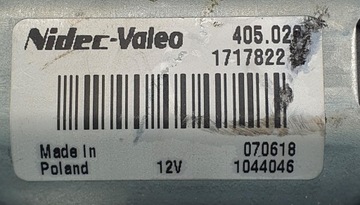 Nidec-Valeo 405.02
1717822
Made in 070618
Poland 12V 1044046